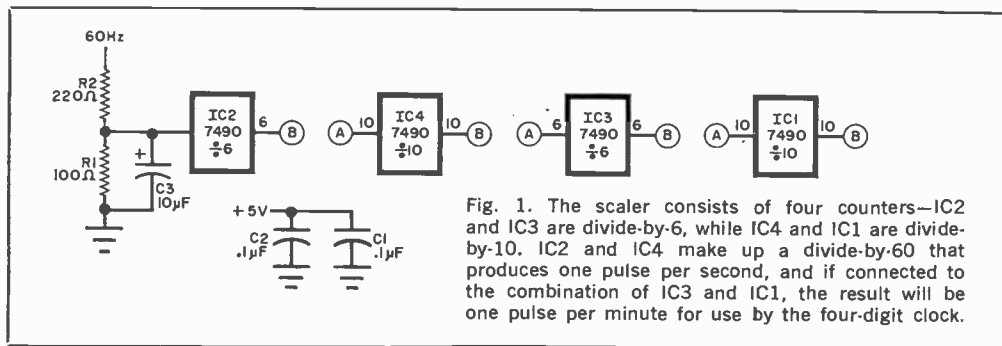 60Hz
R2
220Ω
R1
100Ω
+
C3
10µF
IC2
7490
÷6
6
B
A
10
IC4
7490
÷10
10
B
A
6
IC3
7490
÷6
6
B
A
10
IC1
7490
÷10
10
B
+5V
C2
.1µF
C1
.1µF
Fig. 1. The scaler consists of four counters—IC2
and IC3 are divide-by-6, while IC4 and IC1 are divide-
by-10. IC2 and IC4 make up a divide-by-60 that
produces one pulse per second, and if connected to
the combination of IC3 and IC1, the result will be
one pulse per minute for use by the four-digit clock.